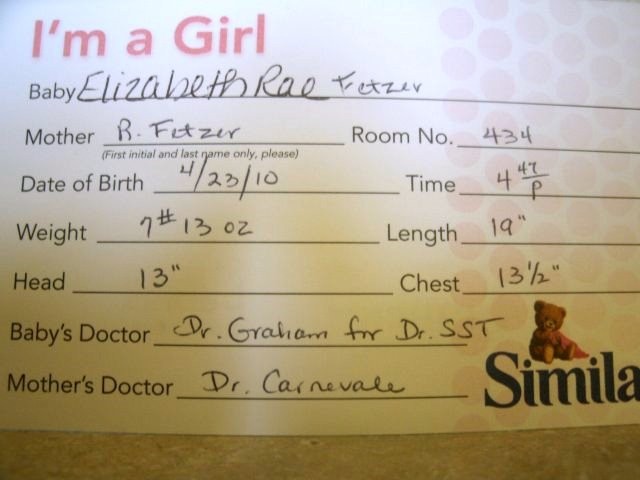 I'm a Girl
Baby Elizabeth Rae Fetzer
Mother R. Fetzer Room No. 434
(First initial and last name only, please)
Date of Birth 4/23/10 Time 4 47 P
Weight 7# 13 oz Length 19"
Head 13" Chest 13 1/2"
Baby's Doctor Dr. Graham for Dr. SST
Mother's Doctor Dr. Carnevale
Simila